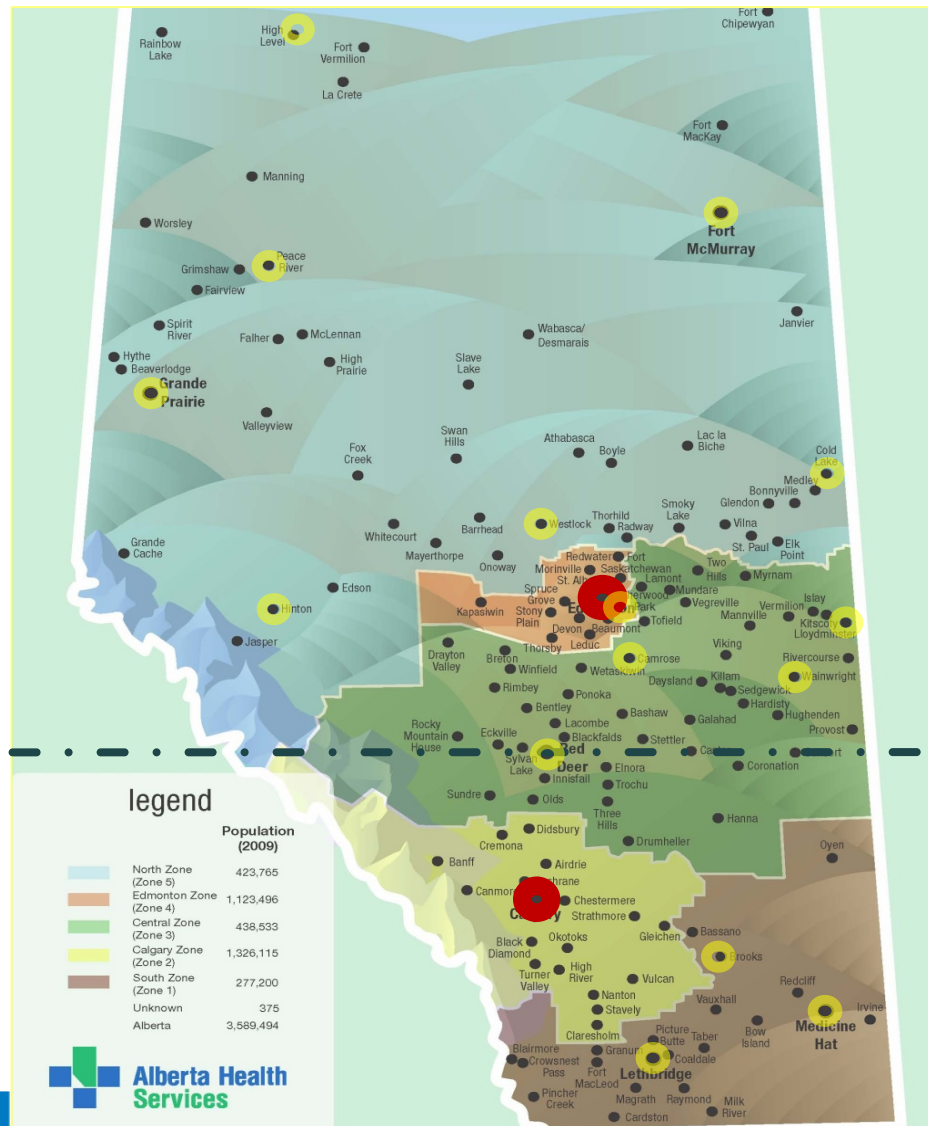 Fort
Chipewyan
High
Level
Rainbow
Lake
Fort
Vermilion
La Crete
Fort
MacKay
Manning
Worsley
Fort
McMurray
Peace
River
Grimshaw
Fairview
Janvier
Spirit
River
Falher
McLennan
Wabasca/
Desmarais
Hythe
Beaverlodge
High
Prairie
Slave
Lake
Grande
Prairie
Valleyview
Swan
Hills
Athabasca
Boyle
Lac la
Biche
Fox
Creek
Cold
Lake
Medley
Bonnyville
Glendon
Smoky
Lake
Westlock
Thorhild
Radway
Vilna
St. Paul
Elk
Point
Whitecourt
Barrhead
Mayerthorpe
Onoway
Grande
Cache
Redwater
Fort
Saskatchewan
Morinville
St. Alb
Lamont
Two
Hills
Myrnam
Edson
Hinton
Jasper
Kapasiwin
Spruce
Grove
Stony
Plain
Ed
on
erwood
Park
Mundare
Vegreville
Tofield
Devon
Beaumont
Leduc
Thorsby
Mannville
Vermilion
Islay
Kitscoty
Lloydminster
Drayton
Valley
Breton
Winfield
Wetaskiwin
Camrose
Viking
Rivercourse
Wainwright
Daysland
Killam
Sedgewick
Hardisty
Hughenden
Provost
Rimbey
Ponoka
Bentley
Lacombe
Blackfalds
Bashaw
Galahad
Rocky
Mountain
House
Eckville
Sylvan
Lake
Red
Deer
Stettler
Innisfail
Elnora
Trochu
Coronation
Sundre
Olds
Three
Hills
Hanna
Didsbury
Cremona
Drumheller
Oyen
Banff
Airdrie
Canmor
chrane
Chestermere
Strathmore
Gleichen
Bassano
Brooks
Black
Diamond
Okotoks
Turner
Valley
High
River
Vulcan
Nanton
Stavely
Claresholm
Vauxhall
Redcliff
Medicine
Hat
Irvine
Bow
Island
Picture
Butte
Taber
Coaldale
Granum
Fort
MacLeod
Lethbridge
Blairmore
Crowsnest
Pass
Pincher
Creek
Magrath
Raymond
Milk
River
Cardston
legend
Population
(2009)
North Zone
(Zone 5) 423,765
Edmonton Zone
(Zone 4) 1,123,496
Central Zone
(Zone 3) 438,533
Calgary Zone
(Zone 2) 1,326,115
South Zone
(Zone 1) 277,200
Unknown 375
Alberta 3,589,494
Alberta Health
Services